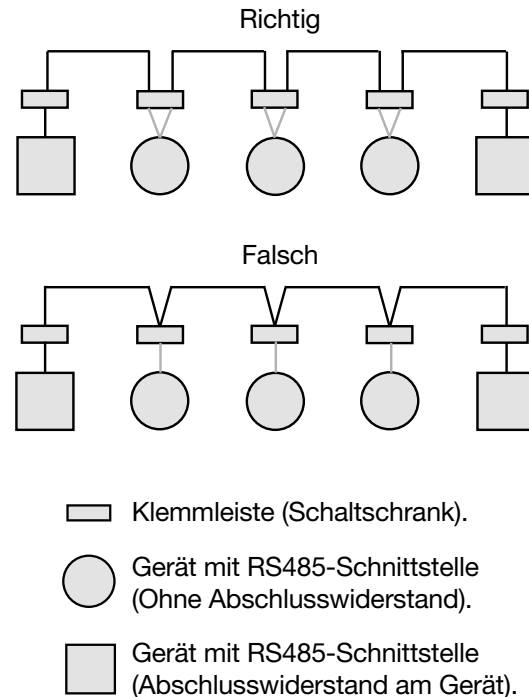 Richtig
Falsch
Klemmleiste (Schaltschrank).
Gerät mit RS485-Schnittstelle
(Ohne Abschlusswiderstand).
Gerät mit RS485-Schnittstelle
(Abschlusswiderstand am Gerät).